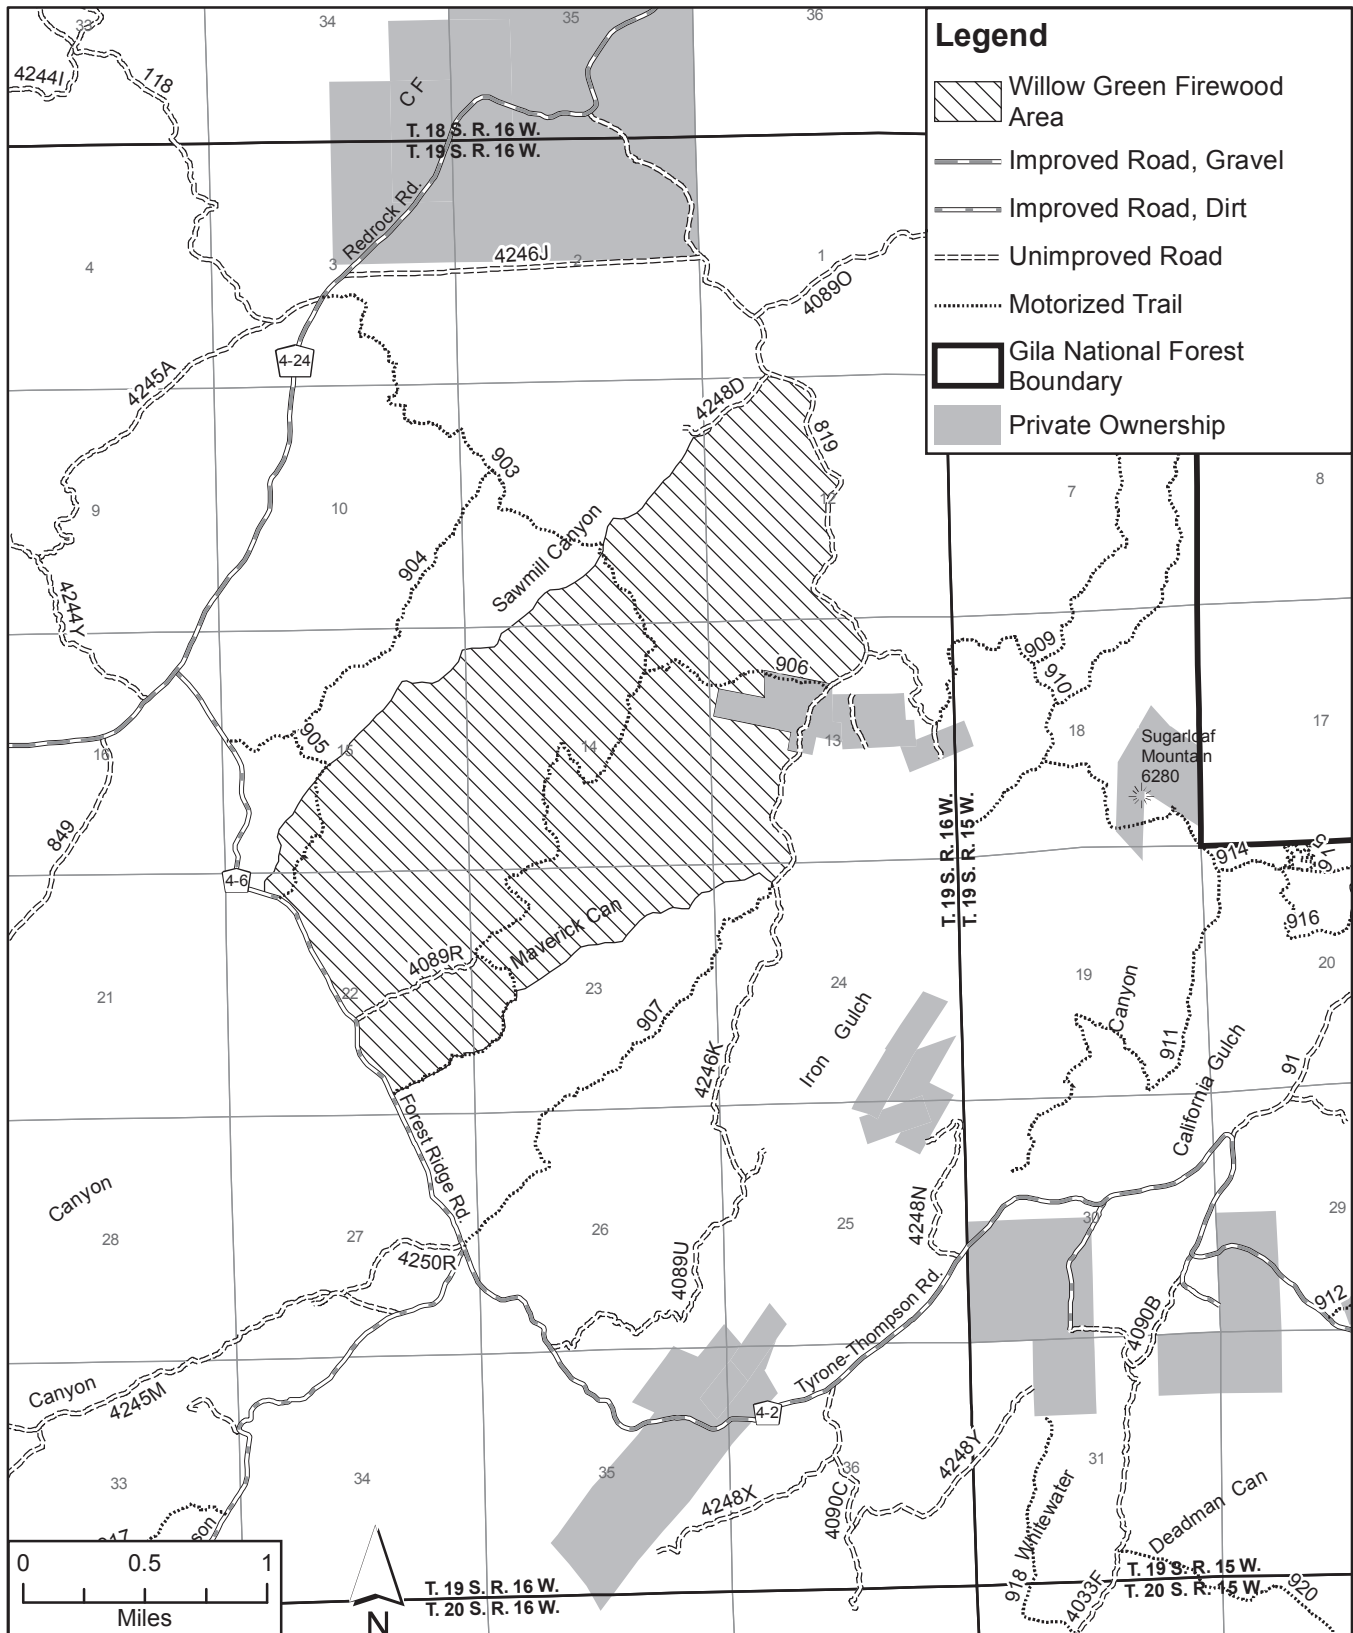 33
34
35
36
4244I
118
C F
T. 18 S. R. 16 W.
T. 19 S. R. 16 W.
Redrock Rd.
4
3
4246J
2
1
4089O
4-24
4245A
4248D
819
903
9
10
12
7
8
Sawmill Canyon
904
4244Y
906
909
910
905
16
15
14
13
18
17
Sugarloaf
Mountain
6280
849
T. 19 S. R. 16 W.
T. 19 S. R. 15 W.
4-6
914
916
Maverick Can
4089R
21
22
23
24
19
20
907
Iron Gulch
Canyon
911
California Gulch
91
4246K
Forest Ridge Rd
Canyon
28
27
26
25
30
29
4250R
4248N
4089U
4090B
912
Tyrone-Thompson Rd.
Canyon
4245M
4-2
33
34
35
36
31
4248Y
4248X
4090C
918
Whitewater
Deadman Can
T. 19 S. R. 15 W.
T. 20 S. R. 15 W.
4033F
920
T. 19 S. R. 16 W.
T. 20 S. R. 16 W.
0 0.5 1
Miles
N
Legend
Willow Green Firewood
Area
Improved Road, Gravel
Improved Road, Dirt
Unimproved Road
Motorized Trail
Gila National Forest
Boundary
Private Ownership